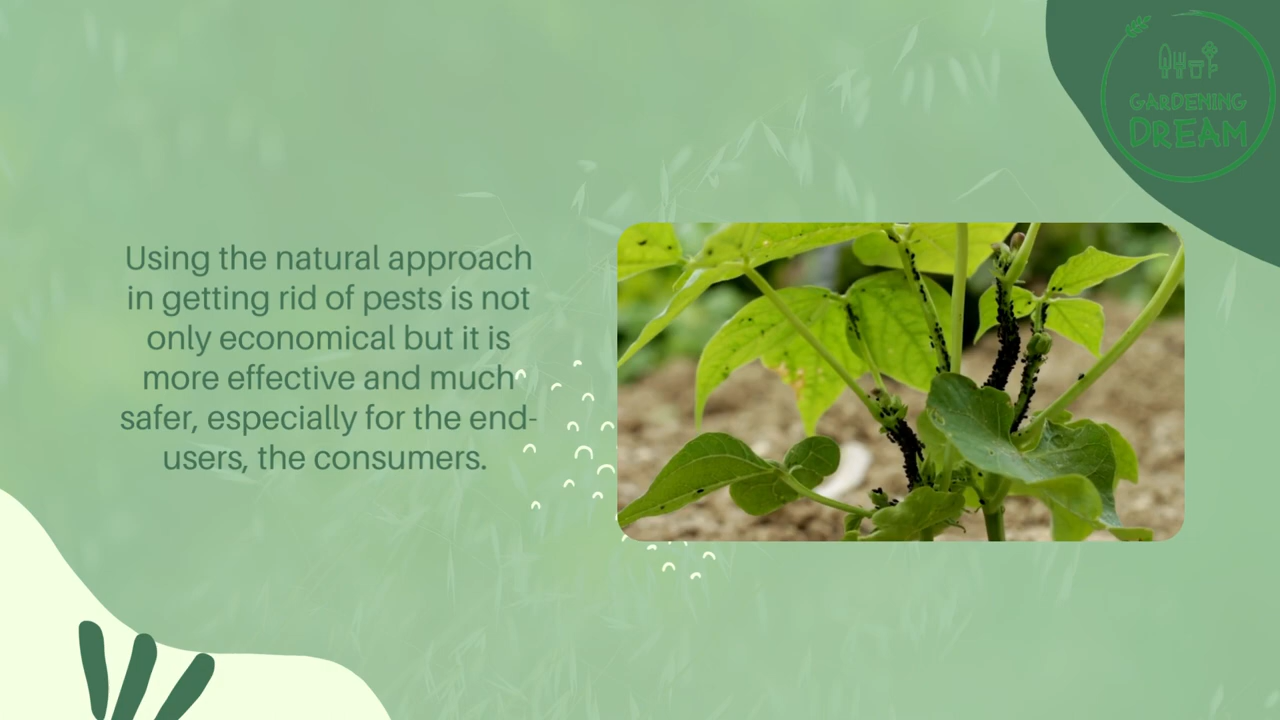 GARDENING
DREAM
Using the natural approach
in getting rid of pests is not
only economical but it is
more effective and much
safer, especially for the end-
users, the consumers.